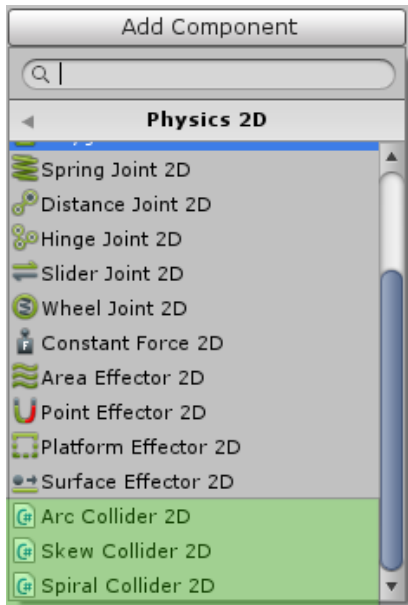 Add Component
Physics 2D
Spring Joint 2D
Distance Joint 2D
Hinge Joint 2D
Slider Joint 2D
Wheel Joint 2D
Constant Force 2D
Area Effector 2D
Point Effector 2D
Platform Effector 2D
Surface Effector 2D
Arc Collider 2D
Skew Collider 2D
Spiral Collider 2D